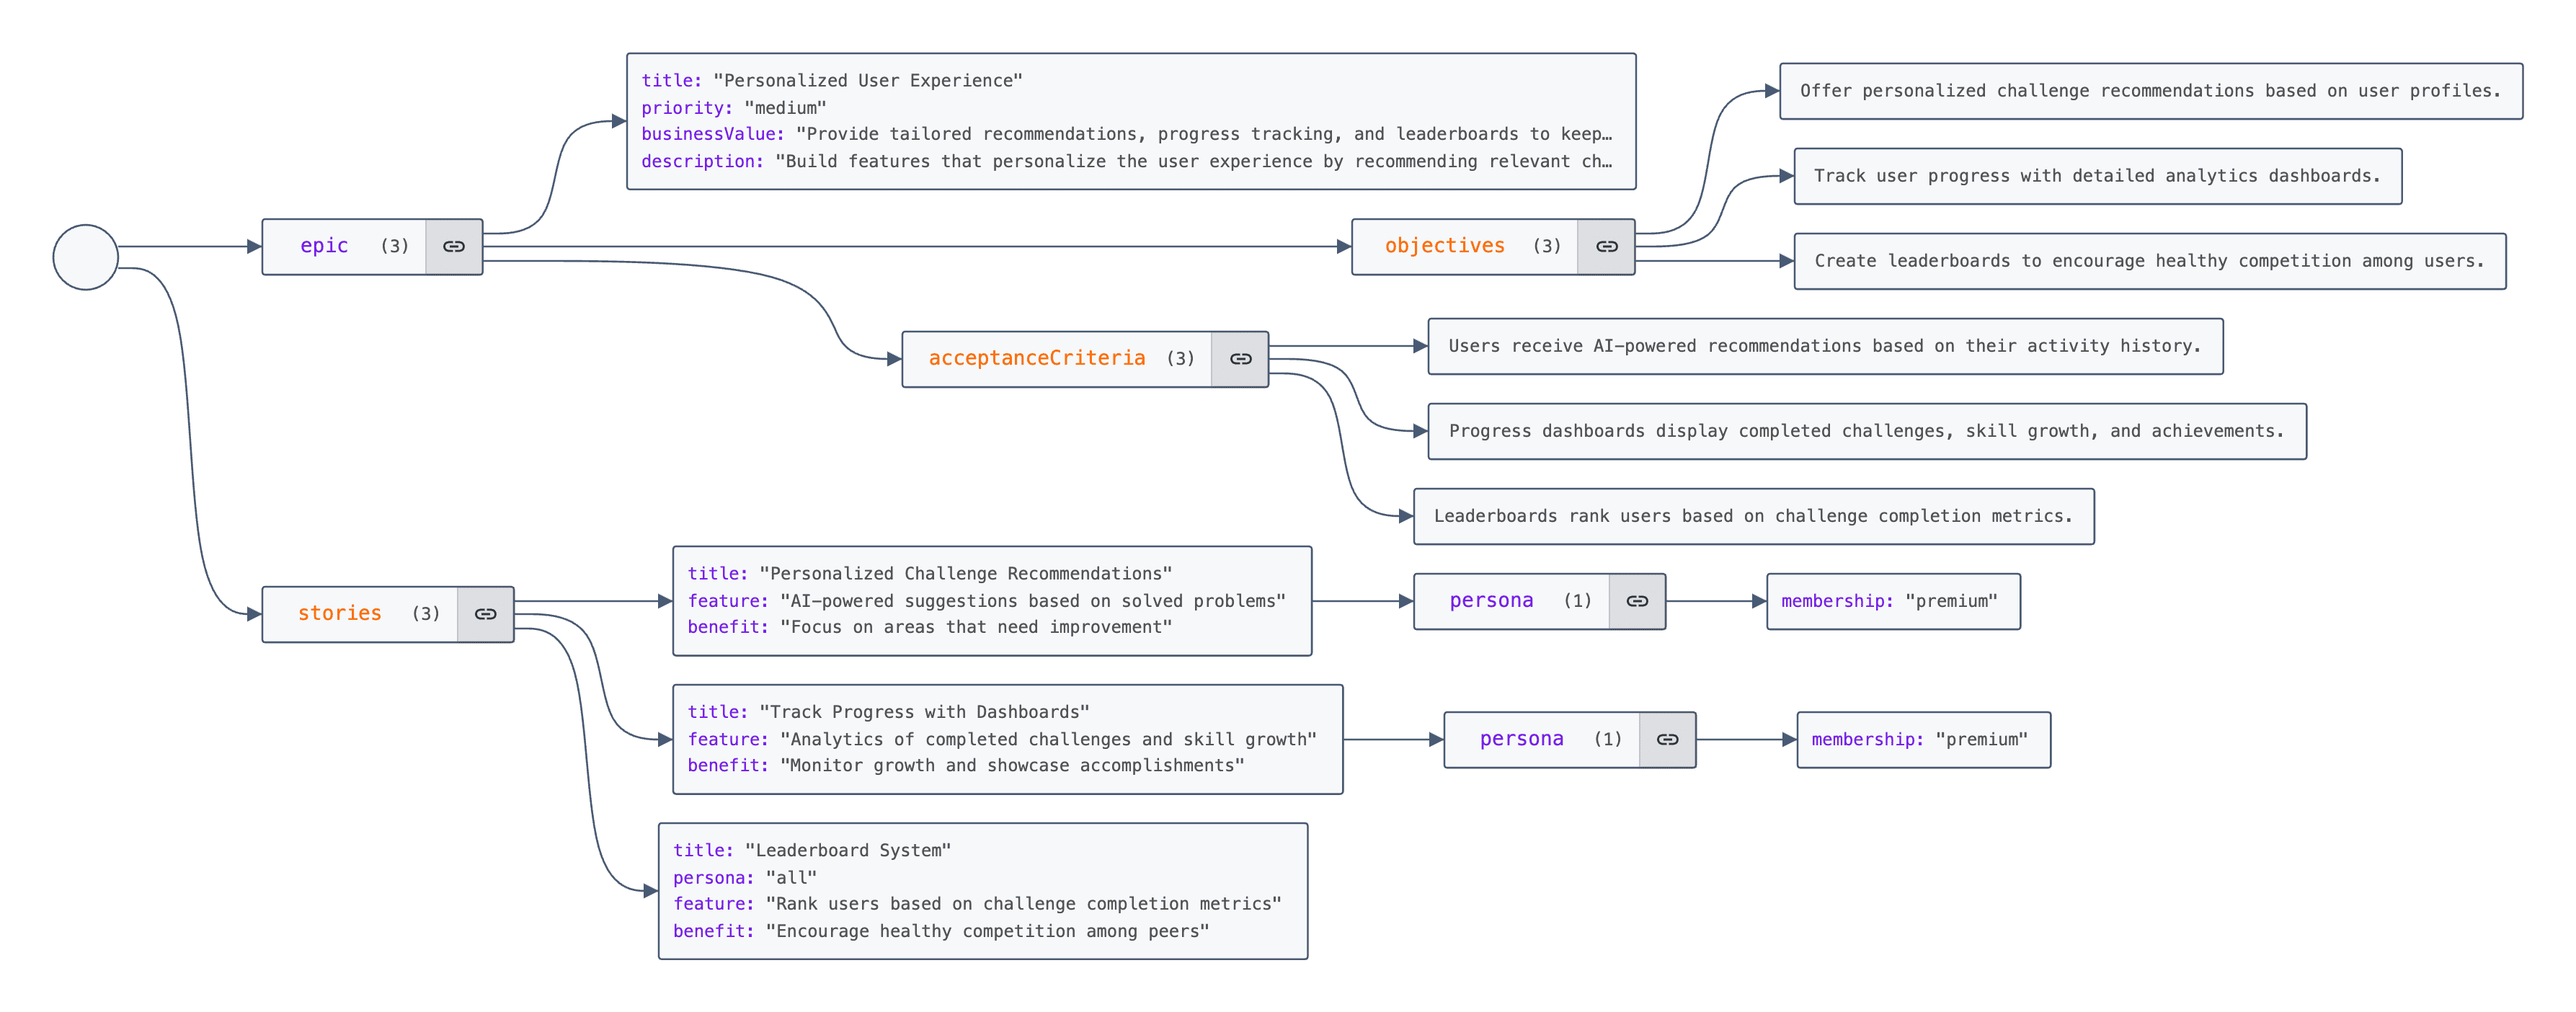 title: "Personalized User Experience"
priority: "medium"
businessValue: "Provide tailored recommendations, progress tracking, and leaderboards to keep…
description: "Build features that personalize the user experience by recommending relevant ch…
epic (3)
objectives (3)
Offer personalized challenge recommendations based on user profiles.
Track user progress with detailed analytics dashboards.
Create leaderboards to encourage healthy competition among users.
acceptanceCriteria (3)
Users receive AI-powered recommendations based on their activity history.
Progress dashboards display completed challenges, skill growth, and achievements.
Leaderboards rank users based on challenge completion metrics.
stories (3)
title: "Personalized Challenge Recommendations"
feature: "AI-powered suggestions based on solved problems"
benefit: "Focus on areas that need improvement"
persona (1)
membership: "premium"
title: "Track Progress with Dashboards"
feature: "Analytics of completed challenges and skill growth"
benefit: "Monitor growth and showcase accomplishments"
persona (1)
membership: "premium"
title: "Leaderboard System"
persona: "all"
feature: "Rank users based on challenge completion metrics"
benefit: "Encourage healthy competition among peers"